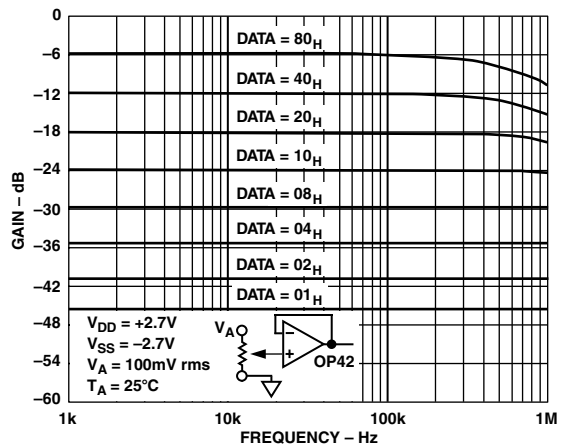 0
–6
–12
–18
–24
–30
–36
–42
–48
–54
–60
GAIN – dB
DATA = 80H
DATA = 40H
DATA = 20H
DATA = 10H
DATA = 08H
DATA = 04H
DATA = 02H
DATA = 01H
VDD = +2.7V
VSS = –2.7V
VA = 100mV rms
TA = 25°C
VA
–
+
OP42
1k
10k
100k
1M
FREQUENCY – Hz